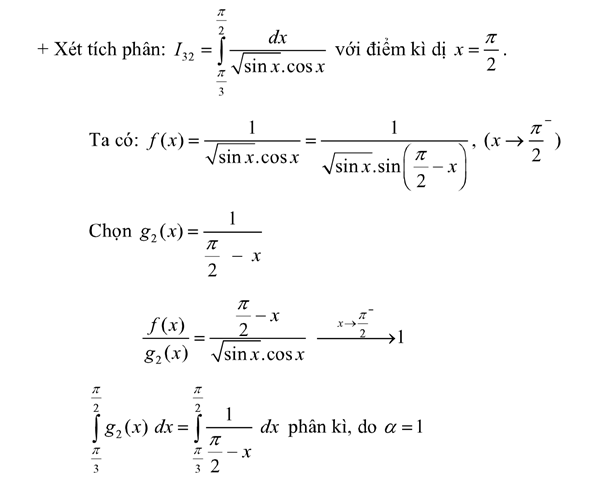 + Xét tích phân: $I_{32} = \int_{\frac{\pi}{3}}^{\frac{\pi}{2}} \frac{dx}{\sqrt{\sin x}.\cos x}$ với điểm kì dị $x = \frac{\pi}{2}$.
Ta có: $f(x) = \frac{1}{\sqrt{\sin x}.\cos x} = \frac{1}{\sqrt{\sin x}.\sin\left(\frac{\pi}{2} - x\right)}$, $(x \to \frac{\pi}{2}^{-})$
Chọn $g_2(x) = \frac{1}{\frac{\pi}{2} - x}$
$\frac{f(x)}{g_2(x)} = \frac{\frac{\pi}{2} - x}{\sqrt{\sin x}.\cos x} \xrightarrow{x \to \frac{\pi}{2}^{-}} 1$
$\int_{\frac{\pi}{3}}^{\frac{\pi}{2}} g_2(x)\ dx = \int_{\frac{\pi}{3}}^{\frac{\pi}{2}} \frac{1}{\frac{\pi}{2} - x}\ dx$ phân kì, do $\alpha = 1$